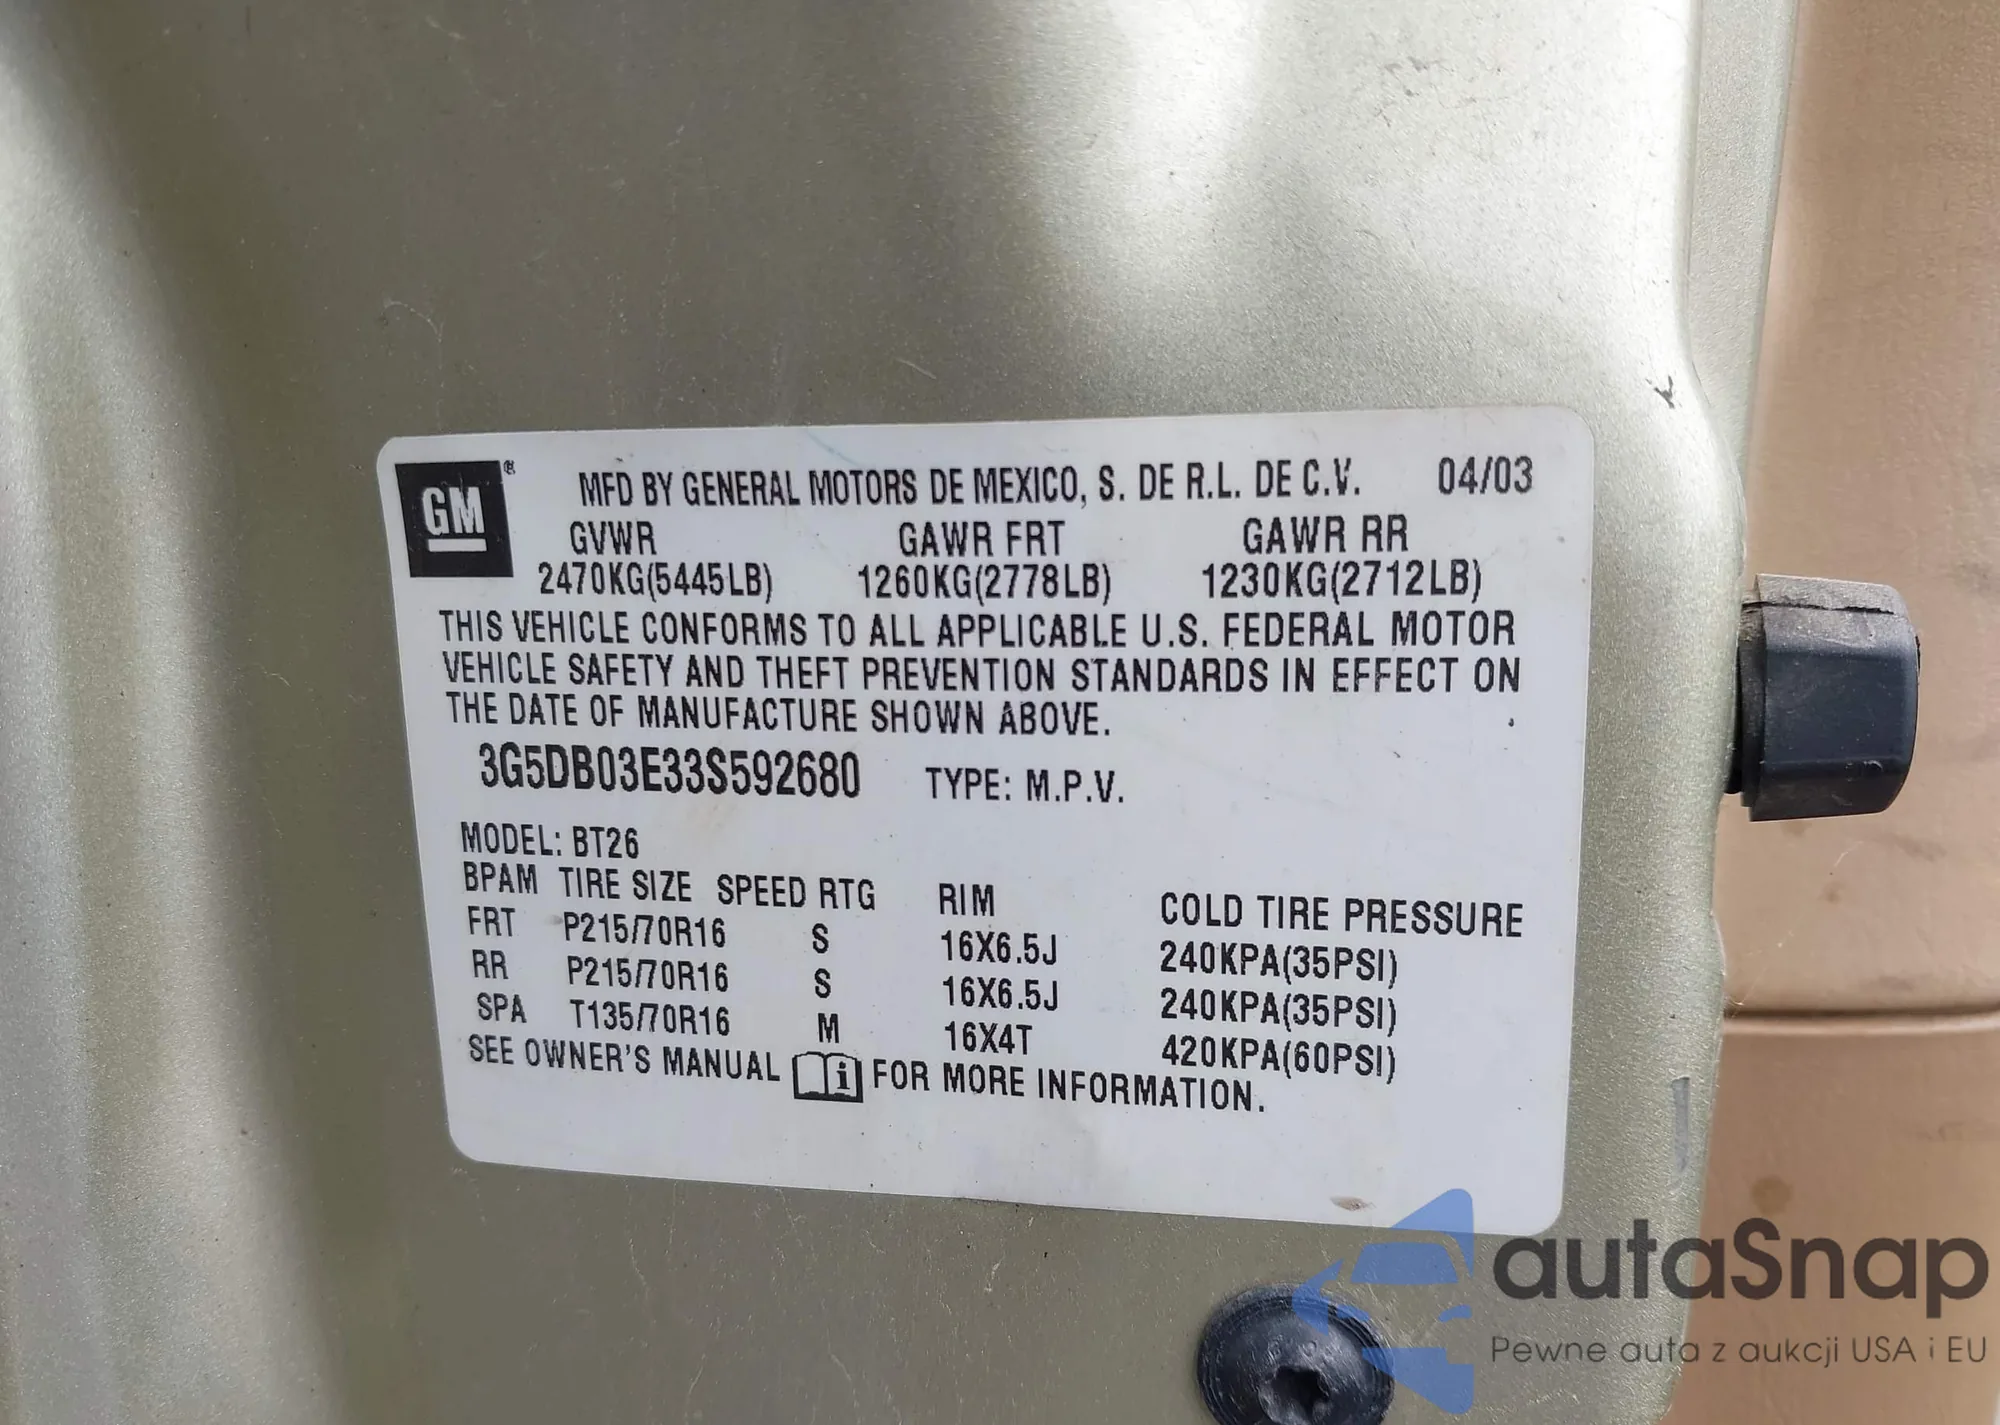 GM®
MFD BY GENERAL MOTORS DE MEXICO, S. DE R.L. DE C.V. 04/03
GVWR GAWR FRT GAWR RR
2470KG(5445LB) 1260KG(2778LB) 1230KG(2712LB)
THIS VEHICLE CONFORMS TO ALL APPLICABLE U.S. FEDERAL MOTOR
VEHICLE SAFETY AND THEFT PREVENTION STANDARDS IN EFFECT ON
THE DATE OF MANUFACTURE SHOWN ABOVE.
3G5DB03E33S592680 TYPE: M.P.V.
MODEL: BT26
BPAM TIRE SIZE SPEED RTG RIM COLD TIRE PRESSURE
FRT P215/70R16 S 16X6.5J 240KPA(35PSI)
RR P215/70R16 S 16X6.5J 240KPA(35PSI)
SPA T135/70R16 M 16X4T 420KPA(60PSI)
SEE OWNER'S MANUAL i FOR MORE INFORMATION.
autaSnap
Pewne auta z aukcji USA i EU